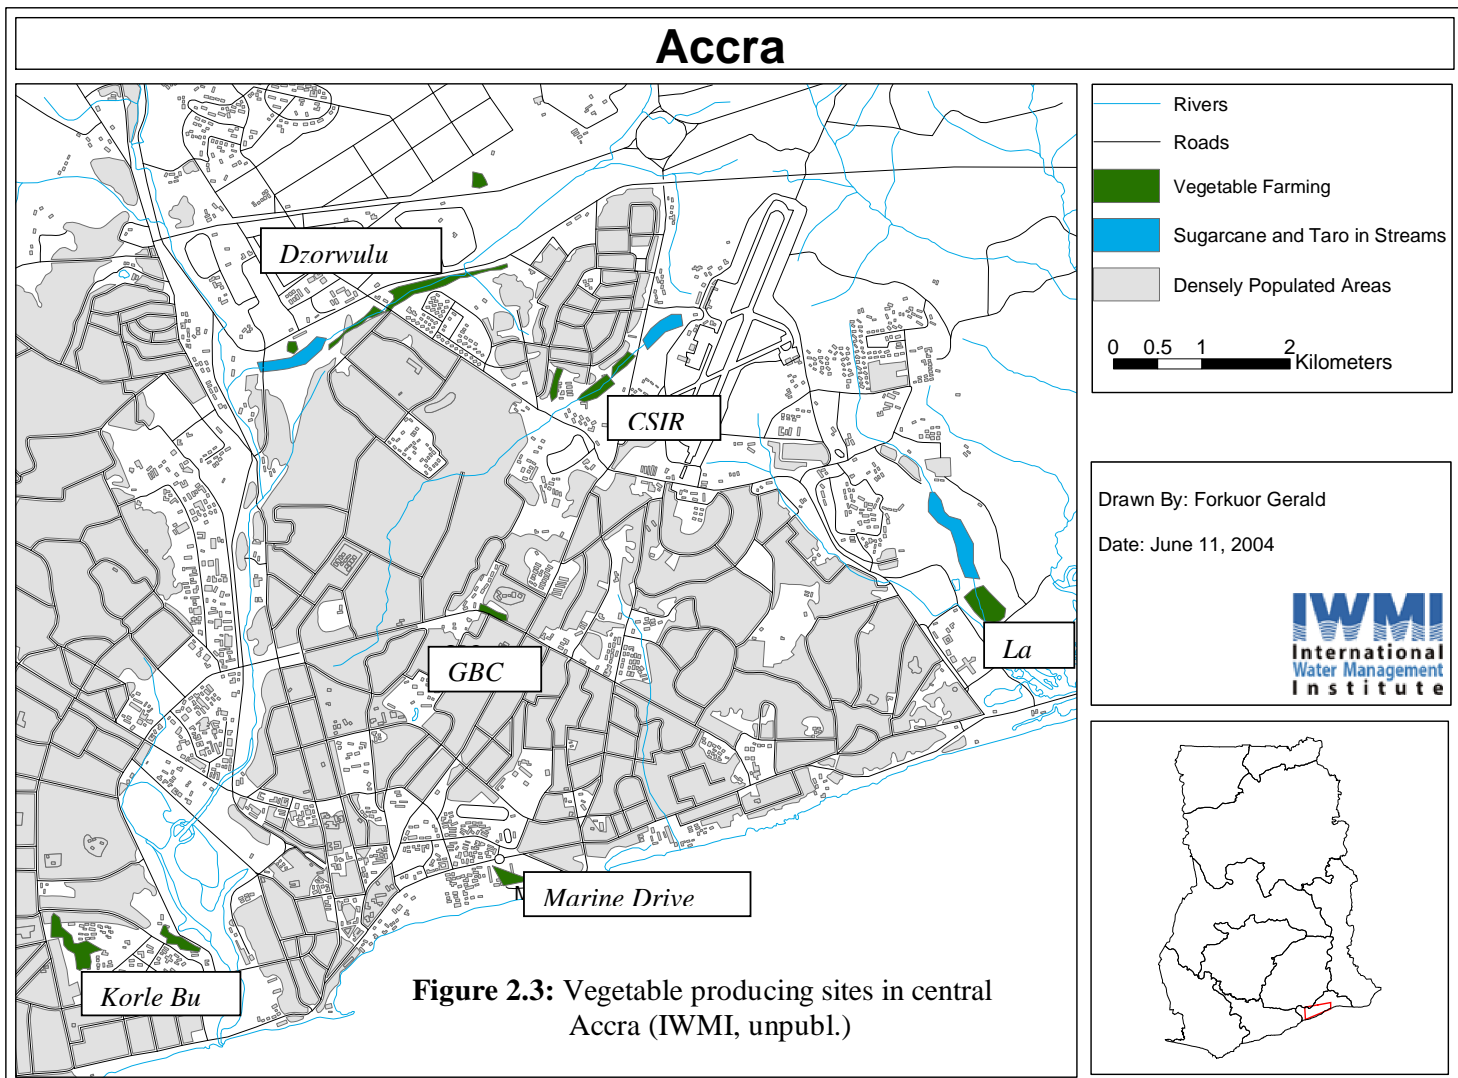 Accra
Rivers
Roads
Vegetable Farming
Sugarcane and Taro in Streams
Densely Populated Areas
0 0.5 1 2
Kilometers
Drawn By: Forkuor Gerald
Date: June 11, 2004
IWMI
International
Water Management
Institute
Dzorwulu
CSIR
La
GBC
Marine Drive
Korle Bu
Figure 2.3: Vegetable producing sites in central
Accra (IWMI, unpubl.)